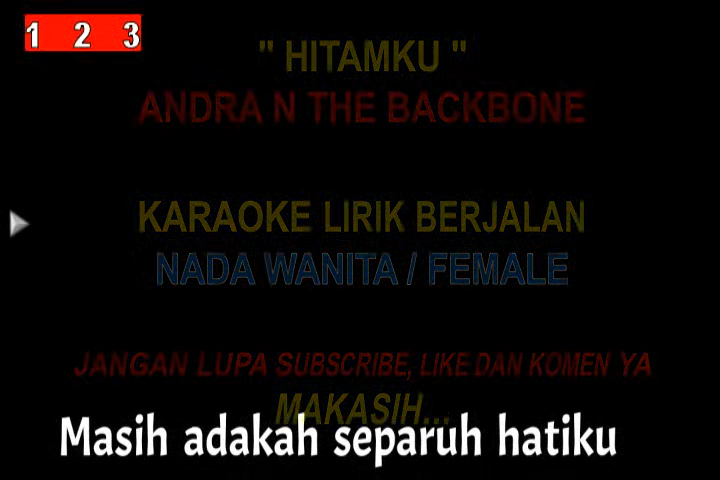 1 2 3
" HITAMKU "
ANDRA N THE BACKBONE
KARAOKE LIRIK BERJALAN
NADA WANITA / FEMALE
JANGAN LUPA SUBSCRIBE, LIKE DAN KOMEN YA
MAKASIH...
Masih adakah separuh hatiku